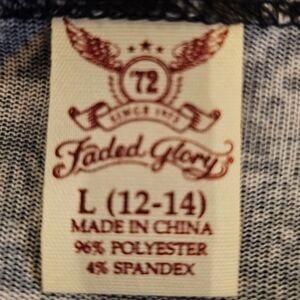 '72
SINCE 1972
Faded Glory
L (12-14)
MADE IN CHINA
96% POLYESTER
4% SPANDEX